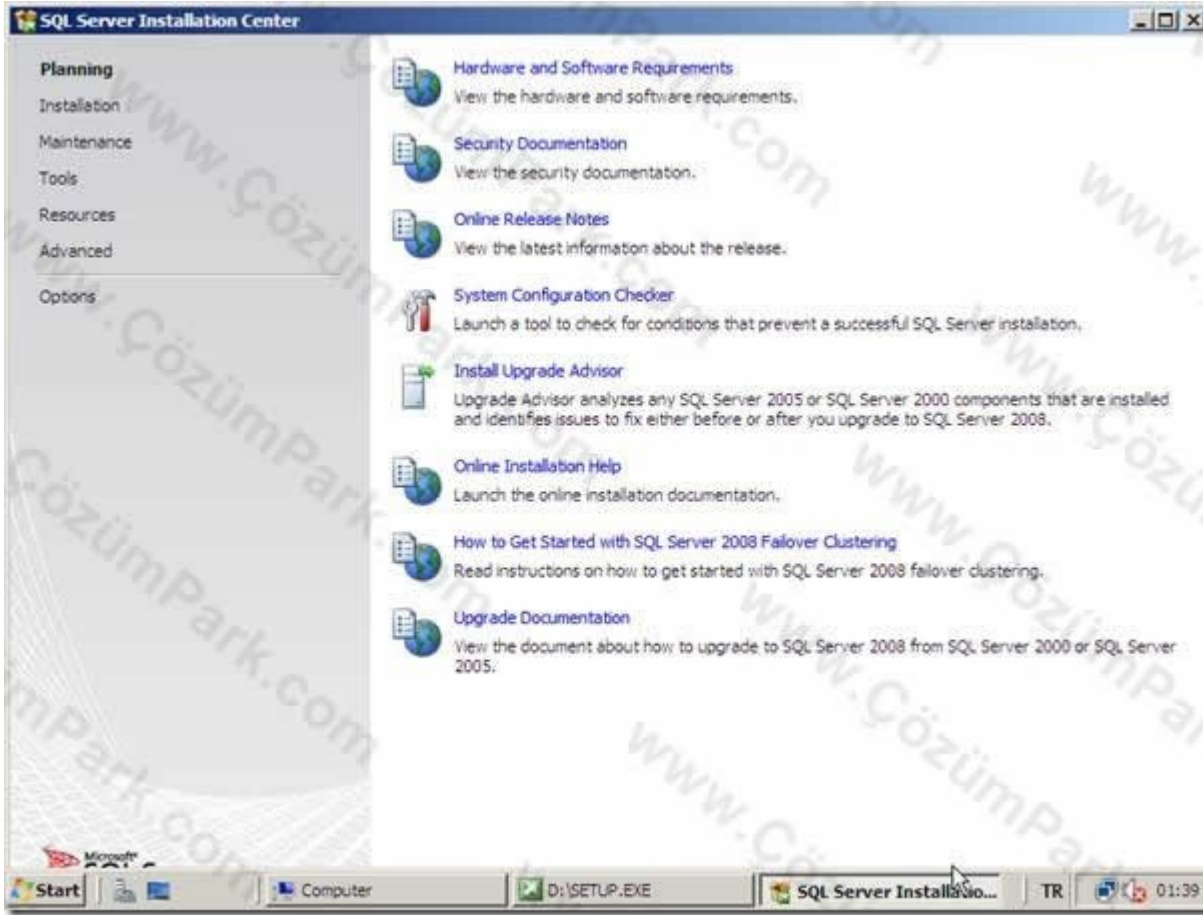 SQL Server Installation Center
Planning
Installation
Maintenance
Tools
Resources
Advanced
Options
Hardware and Software Requirements
View the hardware and software requirements.
Security Documentation
View the security documentation.
Online Release Notes
View the latest information about the release.
System Configuration Checker
Launch a tool to check for conditions that prevent a successful SQL Server installation.
Install Upgrade Advisor
Upgrade Advisor analyzes any SQL Server 2005 or SQL Server 2000 components that are installed
and identifies issues to fix either before or after you upgrade to SQL Server 2008.
Online Installation Help
Launch the online installation documentation.
How to Get Started with SQL Server 2008 Failover Clustering
Read instructions on how to get started with SQL Server 2008 failover clustering.
Upgrade Documentation
View the document about how to upgrade to SQL Server 2008 from SQL Server 2000 or SQL Server
2005.
Microsoft
Start
Computer
D:\SETUP.EXE
SQL Server Installatio...
TR
01:39
www.ÇözümPark.com